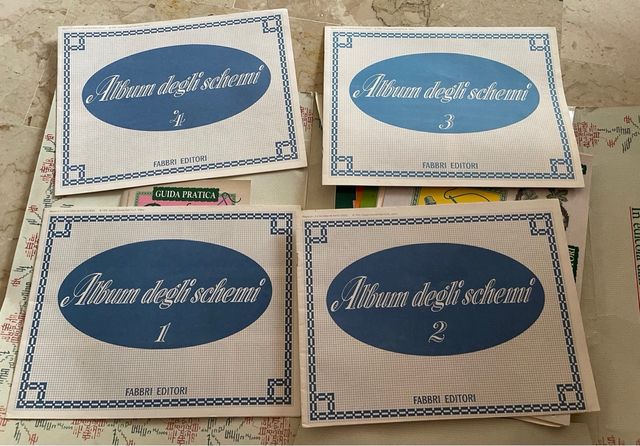 Album degli schemi
4
FABBRI EDITORI
Album degli schemi
3
FABBRI EDITORI
GUIDA PRATICA
Album degli schemi
1
FABBRI EDITORI
Album degli schemi
2
FABBRI EDITORI